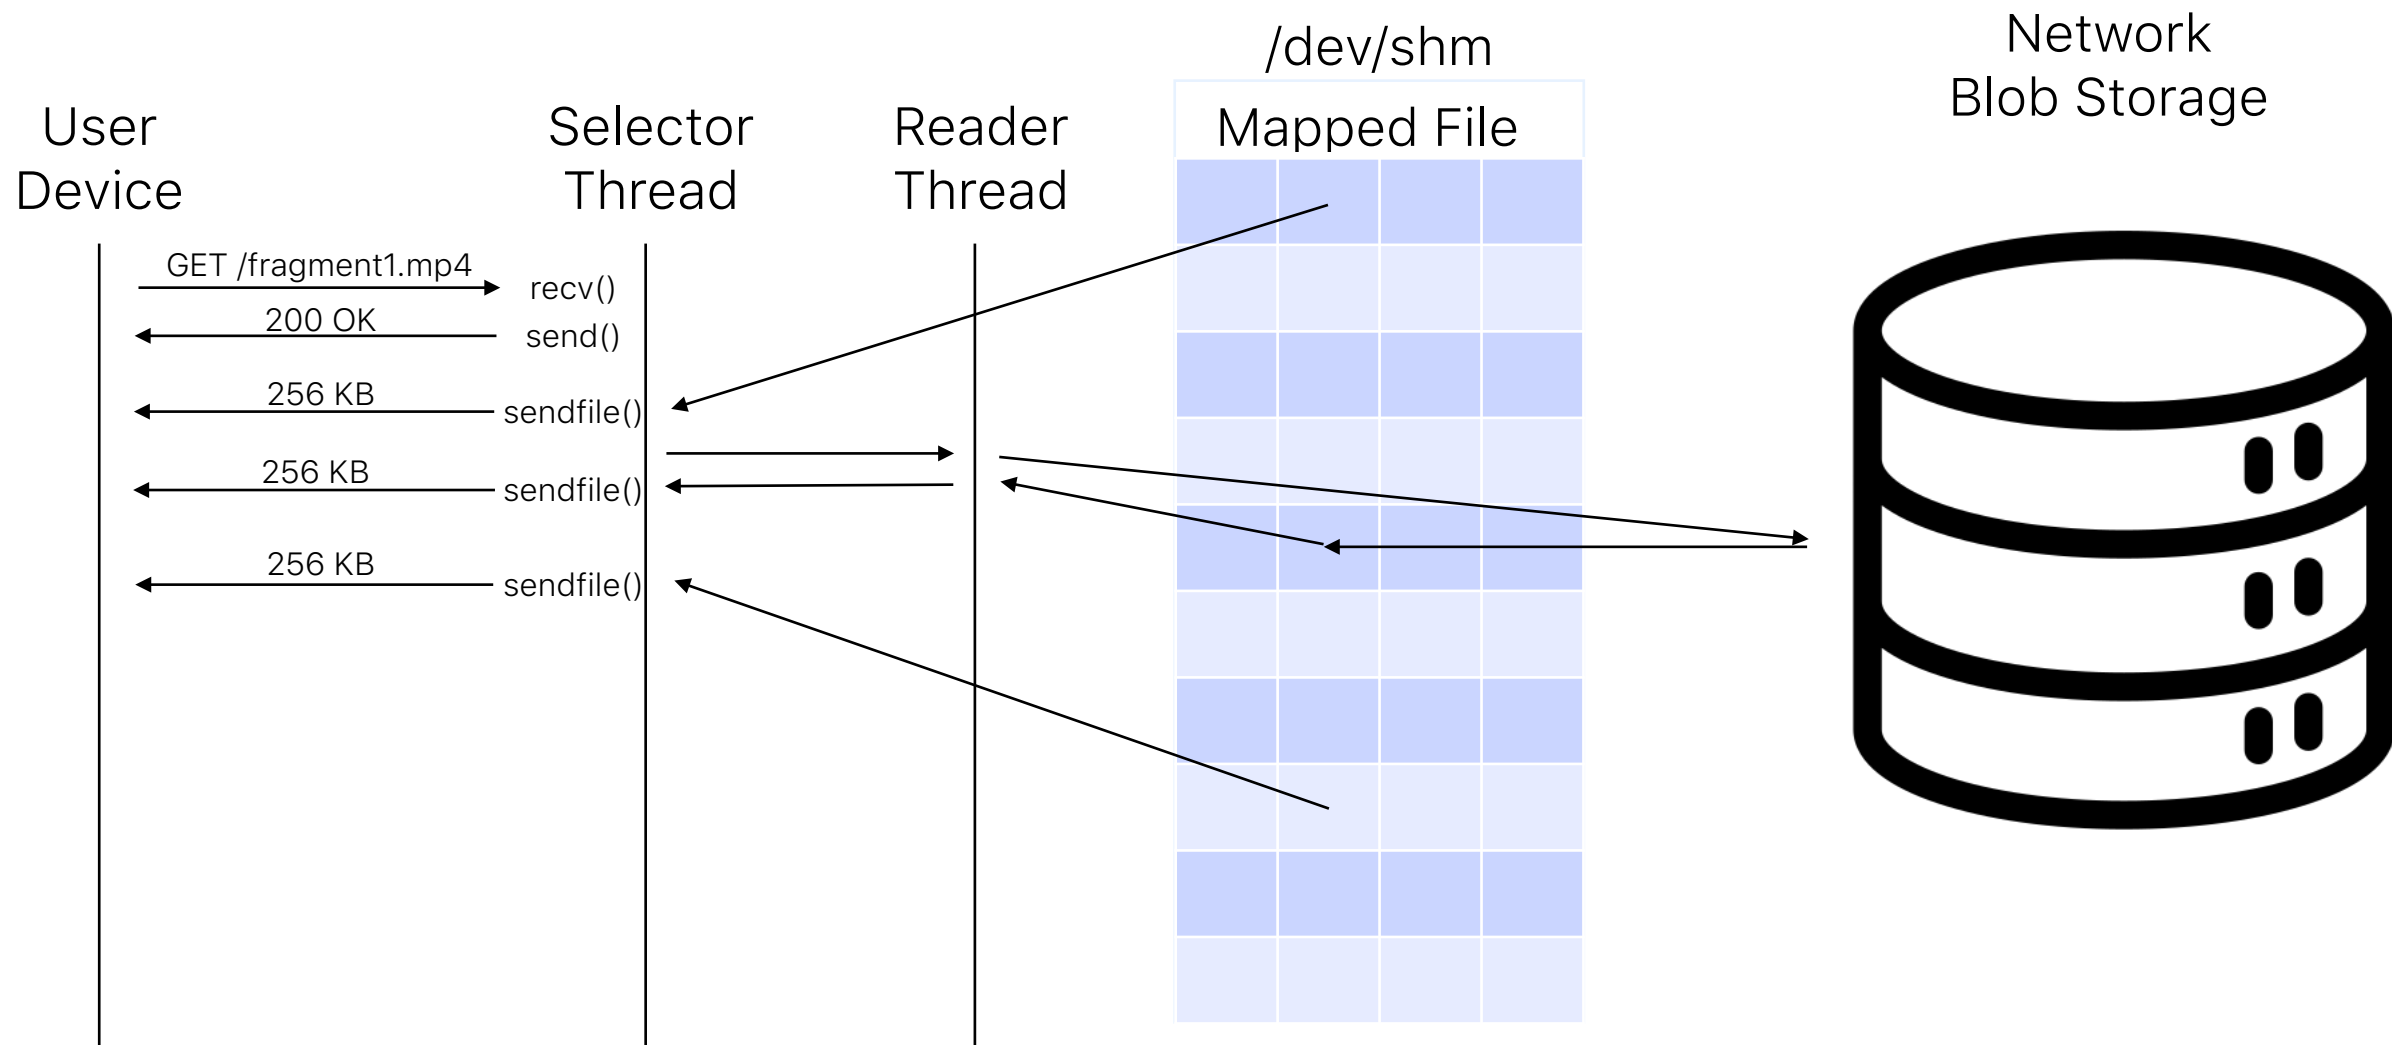 User
Device
Selector
Thread
Reader
Thread
/dev/shm
Mapped File
Network
Blob Storage
GET /fragment1.mp4
recv()
200 OK
send()
256 KB
sendfile()
256 KB
sendfile()
256 KB
sendfile()